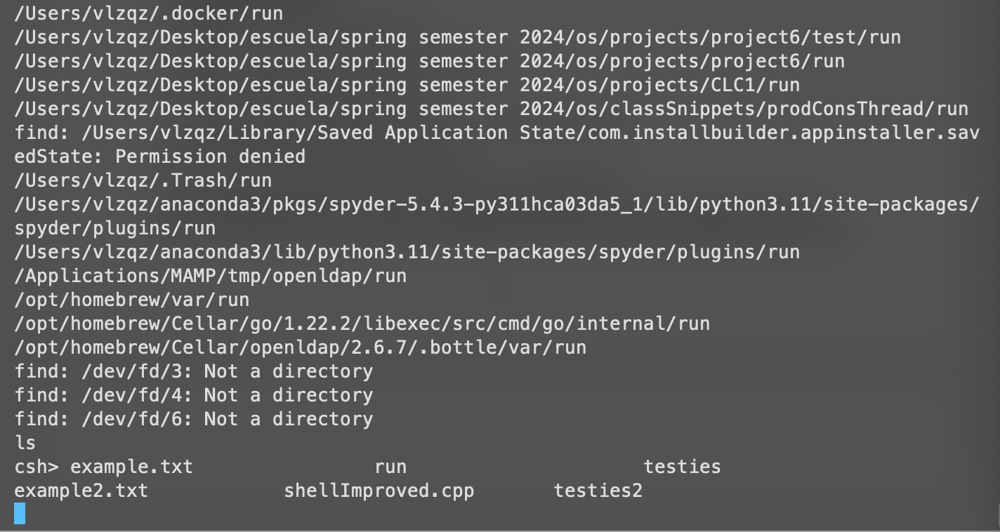 /Users/vlzqz/.docker/run
/Users/vlzqz/Desktop/escuela/spring semester 2024/os/projects/project6/test/run
/Users/vlzqz/Desktop/escuela/spring semester 2024/os/projects/project6/run
/Users/vlzqz/Desktop/escuela/spring semester 2024/os/projects/CLC1/run
/Users/vlzqz/Desktop/escuela/spring semester 2024/os/classSnippets/prodConsThread/run
find: /Users/vlzqz/Library/Saved Application State/com.installbuilder.appinstaller.sav
edState: Permission denied
/Users/vlzqz/.Trash/run
/Users/vlzqz/anaconda3/pkgs/spyder-5.4.3-py311hca03da5_1/lib/python3.11/site-packages/
spyder/plugins/run
/Users/vlzqz/anaconda3/lib/python3.11/site-packages/spyder/plugins/run
/Applications/MAMP/tmp/openldap/run
/opt/homebrew/var/run
/opt/homebrew/Cellar/go/1.22.2/libexec/src/cmd/go/internal/run
/opt/homebrew/Cellar/openldap/2.6.7/.bottle/var/run
find: /dev/fd/3: Not a directory
find: /dev/fd/4: Not a directory
find: /dev/fd/6: Not a directory
ls
csh> example.txt                run                     testies
example2.txt            shellImproved.cpp       testies2